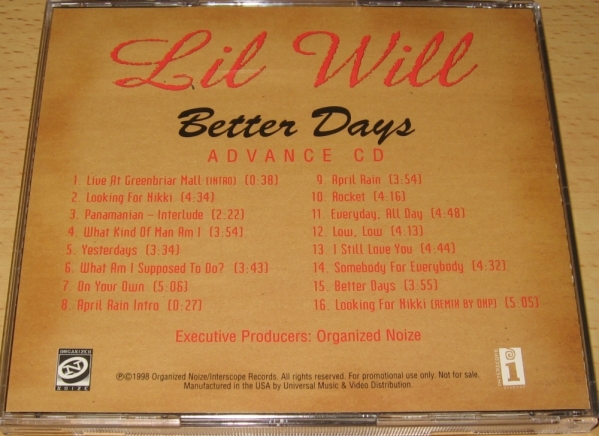 Lil Will
Better Days
ADVANCE CD
1. Live At Greenbriar Mall (INTRO) (0:38)
2. Looking For Nikki (4:34)
3. Panamanian – Interlude (2:22)
4. What Kind Of Man Am I (3:54)
5. Yesterdays (3:34)
6. What Am I Supposed To Do? (3:43)
7. On Your Own (5:06)
8. April Rain Intro (0:27)
9. April Rain (3:54)
10. Rocket (4:16)
11. Everyday, All Day (4:48)
12. Low, Low (4:13)
13. I Still Love You (4:44)
14. Somebody For Everybody (4:32)
15. Better Days (3:55)
16. Looking For Nikki (REMIX BY ONP) (5:05)
Executive Producers: Organized Noize
ORGANIZED
N
NOIZE
℗©1998 Organized Noize/Interscope Records. All rights reserved. For promotional use only. Not for sale.
Manufactured in the USA by Universal Music & Video Distribution.
INTERSCOPE
i